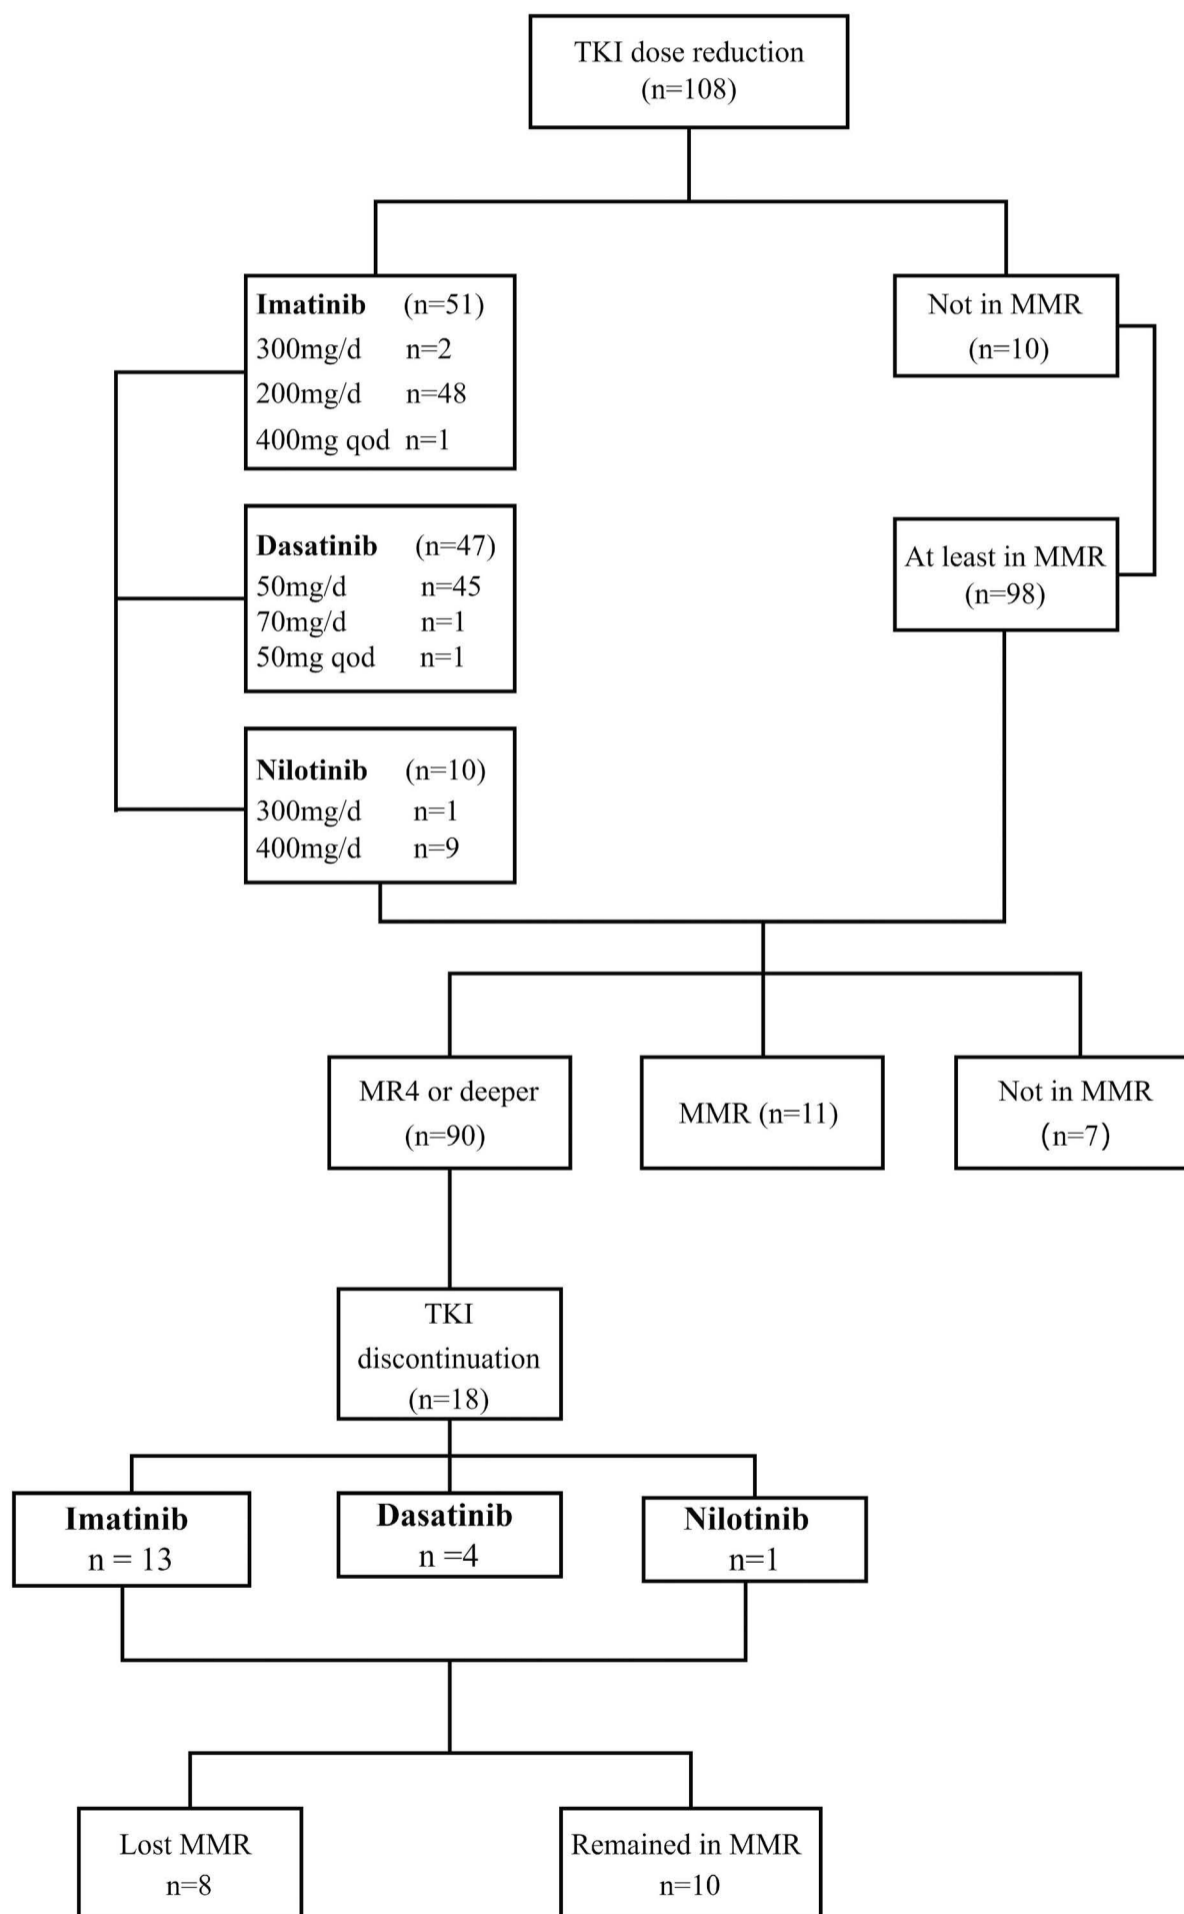 TKI dose reduction
(n=108)
Imatinib (n=51)
300mg/d n=2
200mg/d n=48
400mg qod n=1
Not in MMR
(n=10)
Dasatinib (n=47)
50mg/d n=45
70mg/d n=1
50mg qod n=1
At least in MMR
(n=98)
Nilotinib (n=10)
300mg/d n=1
400mg/d n=9
MR4 or deeper
(n=90)
MMR (n=11)
Not in MMR
(n=7)
TKI
discontinuation
(n=18)
Imatinib
n = 13
Dasatinib
n =4
Nilotinib
n=1
Lost MMR
n=8
Remained in MMR
n=10